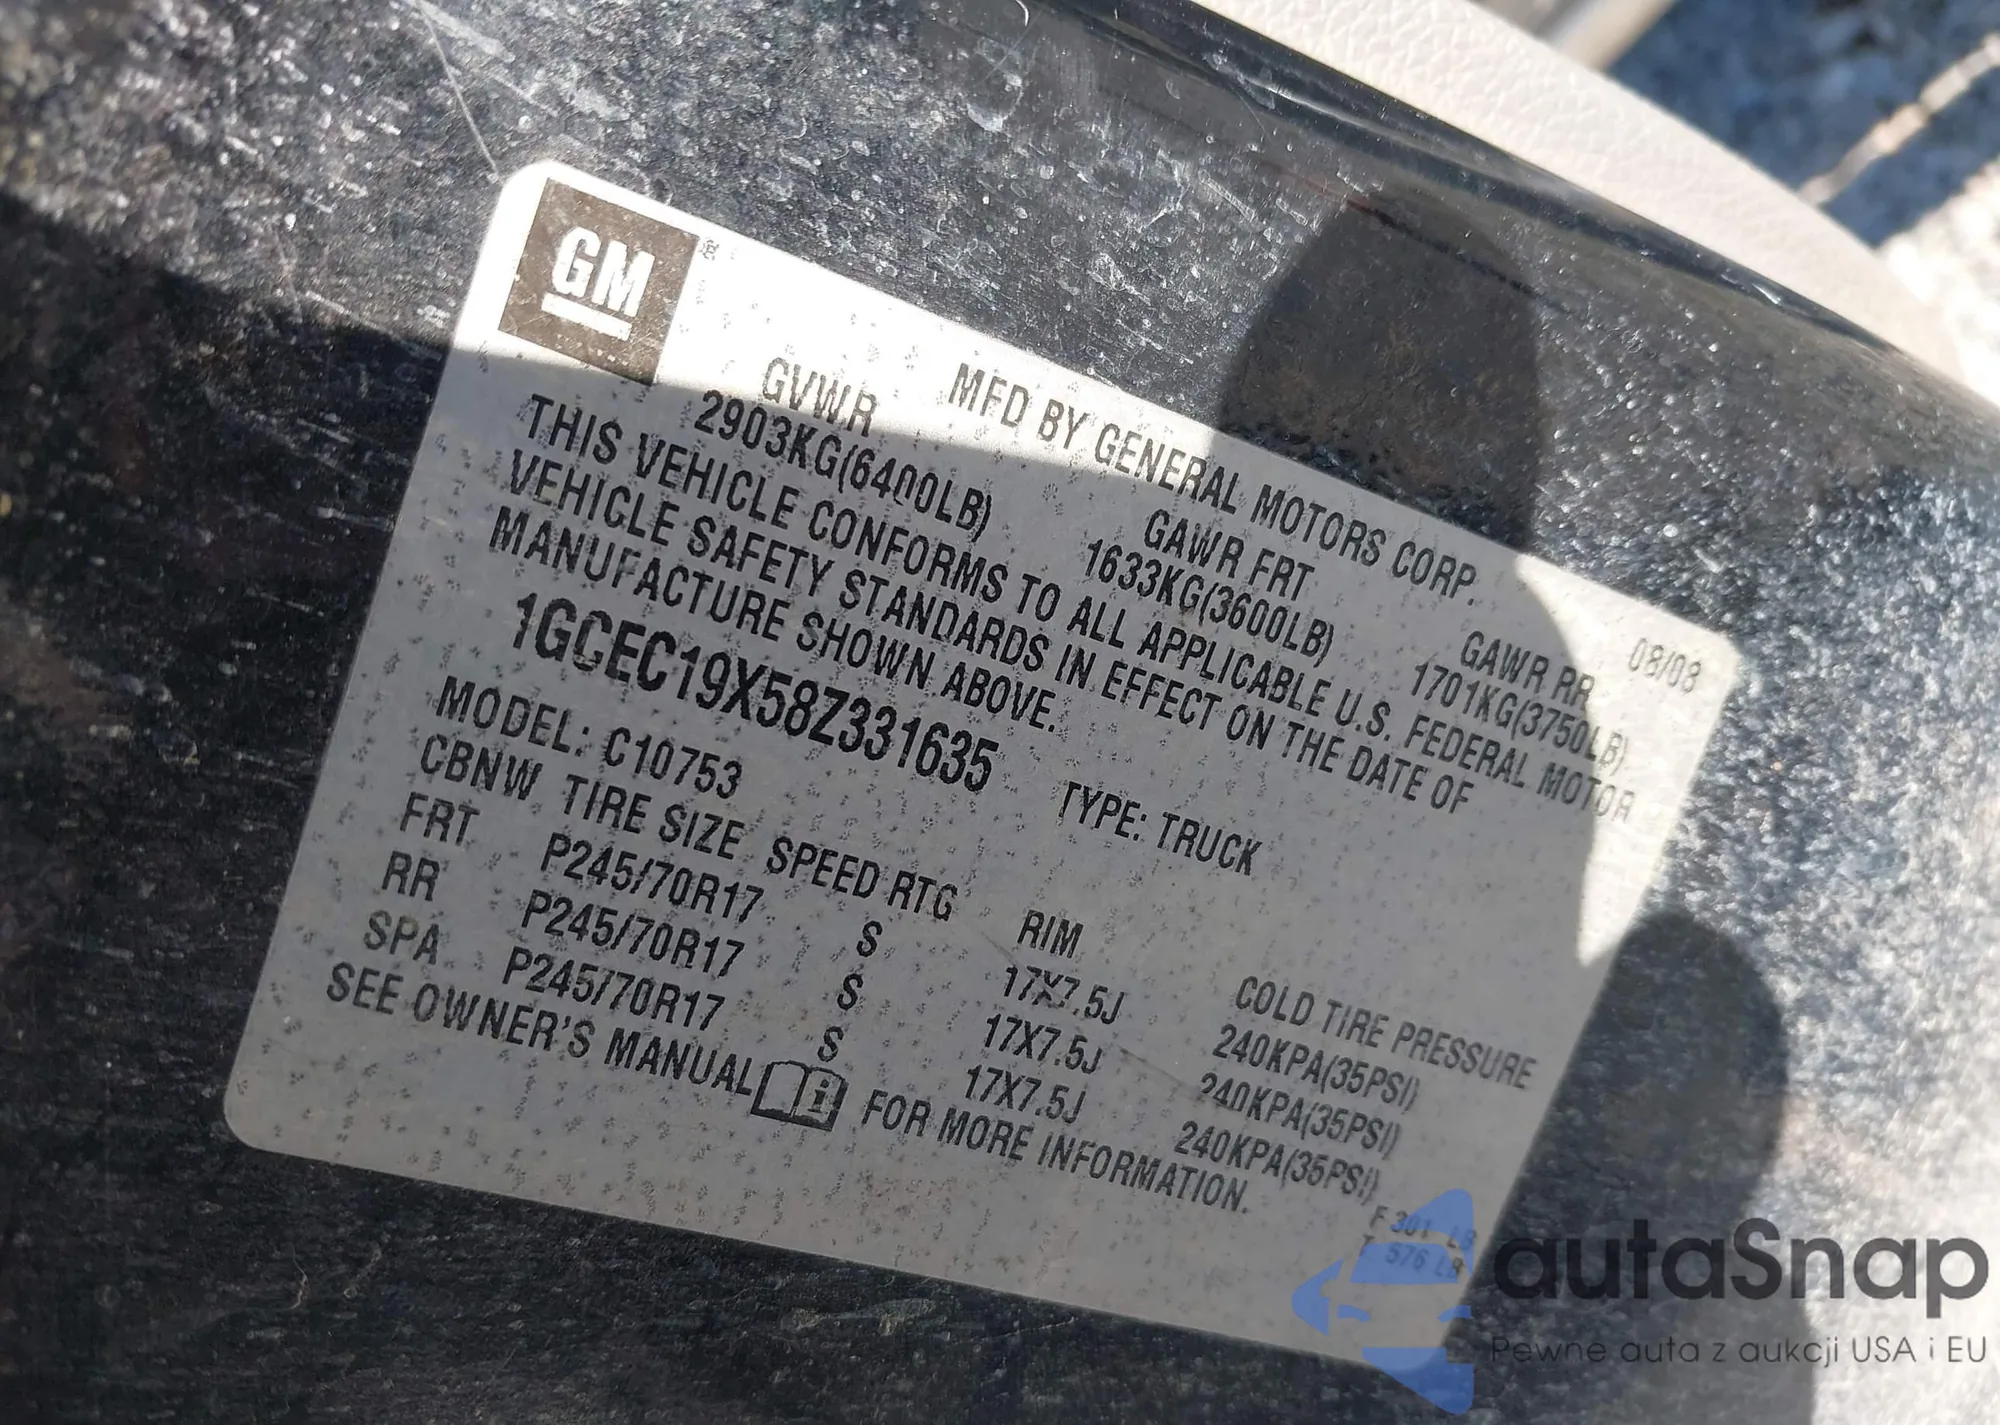 GM
MFD BY GENERAL MOTORS CORP.
08/08
GVWR GAWR FRT GAWR RR
2903KG(6400LB) 1633KG(3600LB) 1701KG(3750LB)
THIS VEHICLE CONFORMS TO ALL APPLICABLE U.S. FEDERAL MOTOR
VEHICLE SAFETY STANDARDS IN EFFECT ON THE DATE OF
MANUFACTURE SHOWN ABOVE.
1GCEC19X58Z331635 TYPE: TRUCK
MODEL: C10753
CBNW TIRE SIZE SPEED RTG RIM COLD TIRE PRESSURE
FRT P245/70R17 S 17X7.5J 240KPA(35PSI)
RR P245/70R17 S 17X7.5J 240KPA(35PSI)
SPA P245/70R17 S 17X7.5J 240KPA(35PSI)
SEE OWNER'S MANUAL i FOR MORE INFORMATION.
F 301 LB
576 LB
autaSnap
Pewne auta z aukcji USA i EU